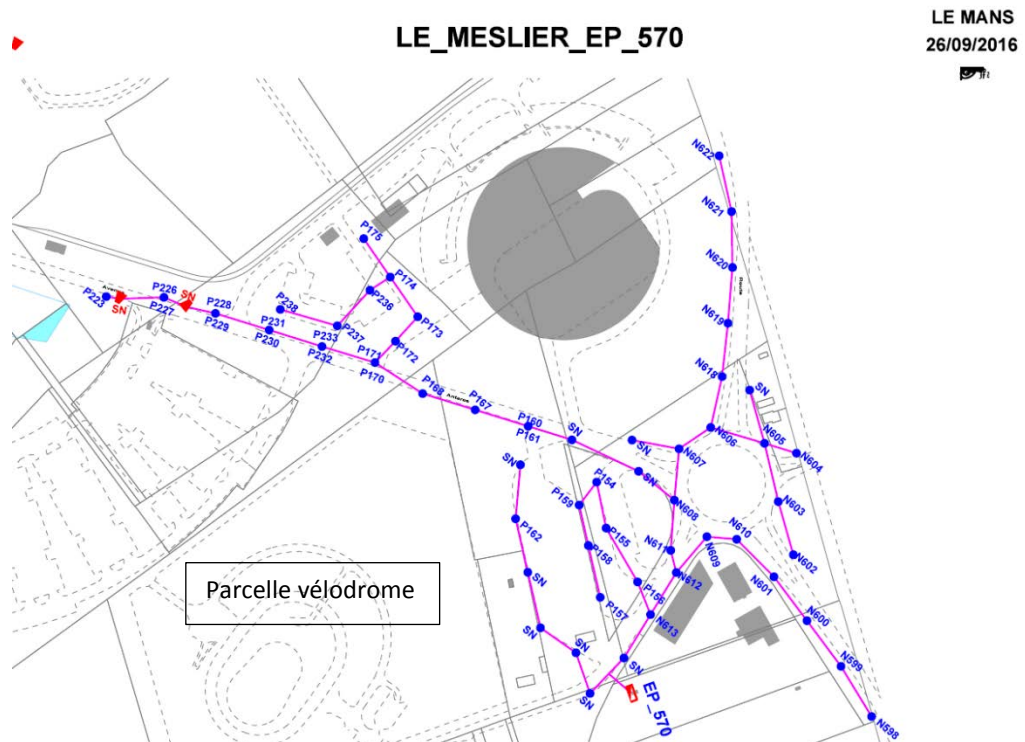 LE_MESLIER_EP_570
LE MANS
26/09/2016
N622
N621
N620
Route
N619
N618
SN
N606
N605
N604
SN
N607
N603
N602
N608
N611
N609
N610
N612
N601
N600
N599
N598
N613
P175
P174
P236
P173
P172
P238
P237
P223
SN
P226
P227
SN
P228
P229
P231
P230
P233
P232
P171
P170
P168
Antares
P167
P160
P161
SN
SN
SN
P154
P159
P155
P158
P162
P156
P157
SN
SN
SN
SN
SN
EP_570
Parcelle vélodrome